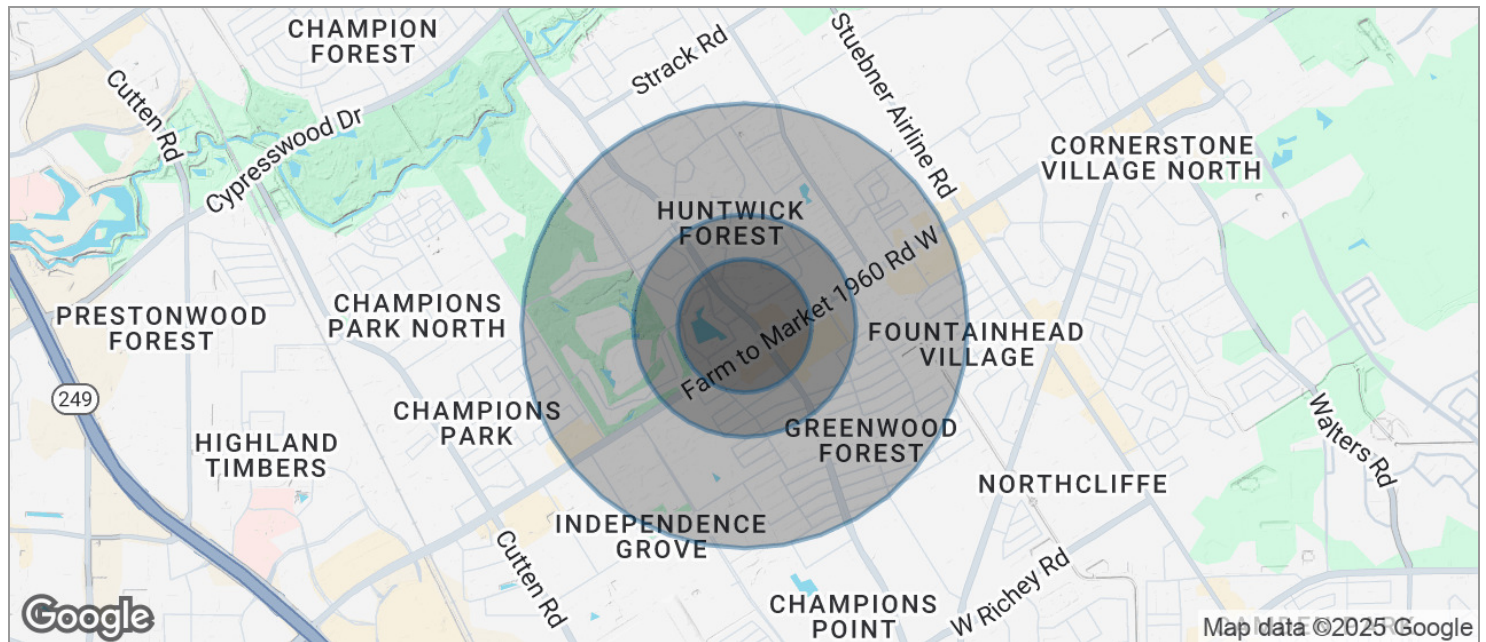 CHAMPION
FOREST
Strack Rd
Stuebner Airline Rd
Cutten Rd
Cypresswood Dr
CORNERSTONE
VILLAGE NORTH
HUNTWICK
FOREST
Farm to Market 1960 Rd W
PRESTONWOOD
FOREST
CHAMPIONS
PARK NORTH
FOUNTAINHEAD
VILLAGE
249
CHAMPIONS
PARK
HIGHLAND
TIMBERS
GREENWOOD
FOREST
Walters Rd
NORTHCLIFFE
INDEPENDENCE
GROVE
Cutten Rd
W Richey Rd
CHAMPIONS
POINT
Google
Map data ©2025 Google